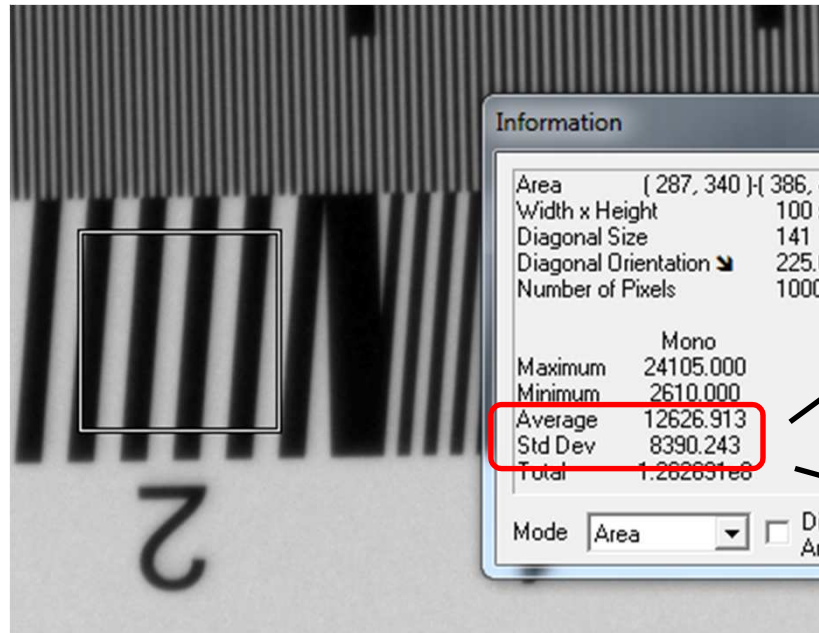 Information
Area ( 287, 340 )-( 386,
Width x Height 100
Diagonal Size 141
Diagonal Orientation 225.
Number of Pixels 1000
Mono
Maximum 24105.000
Minimum 2610.000
Average 12626.913
Std Dev 8390.243
Total
Mode Area
2